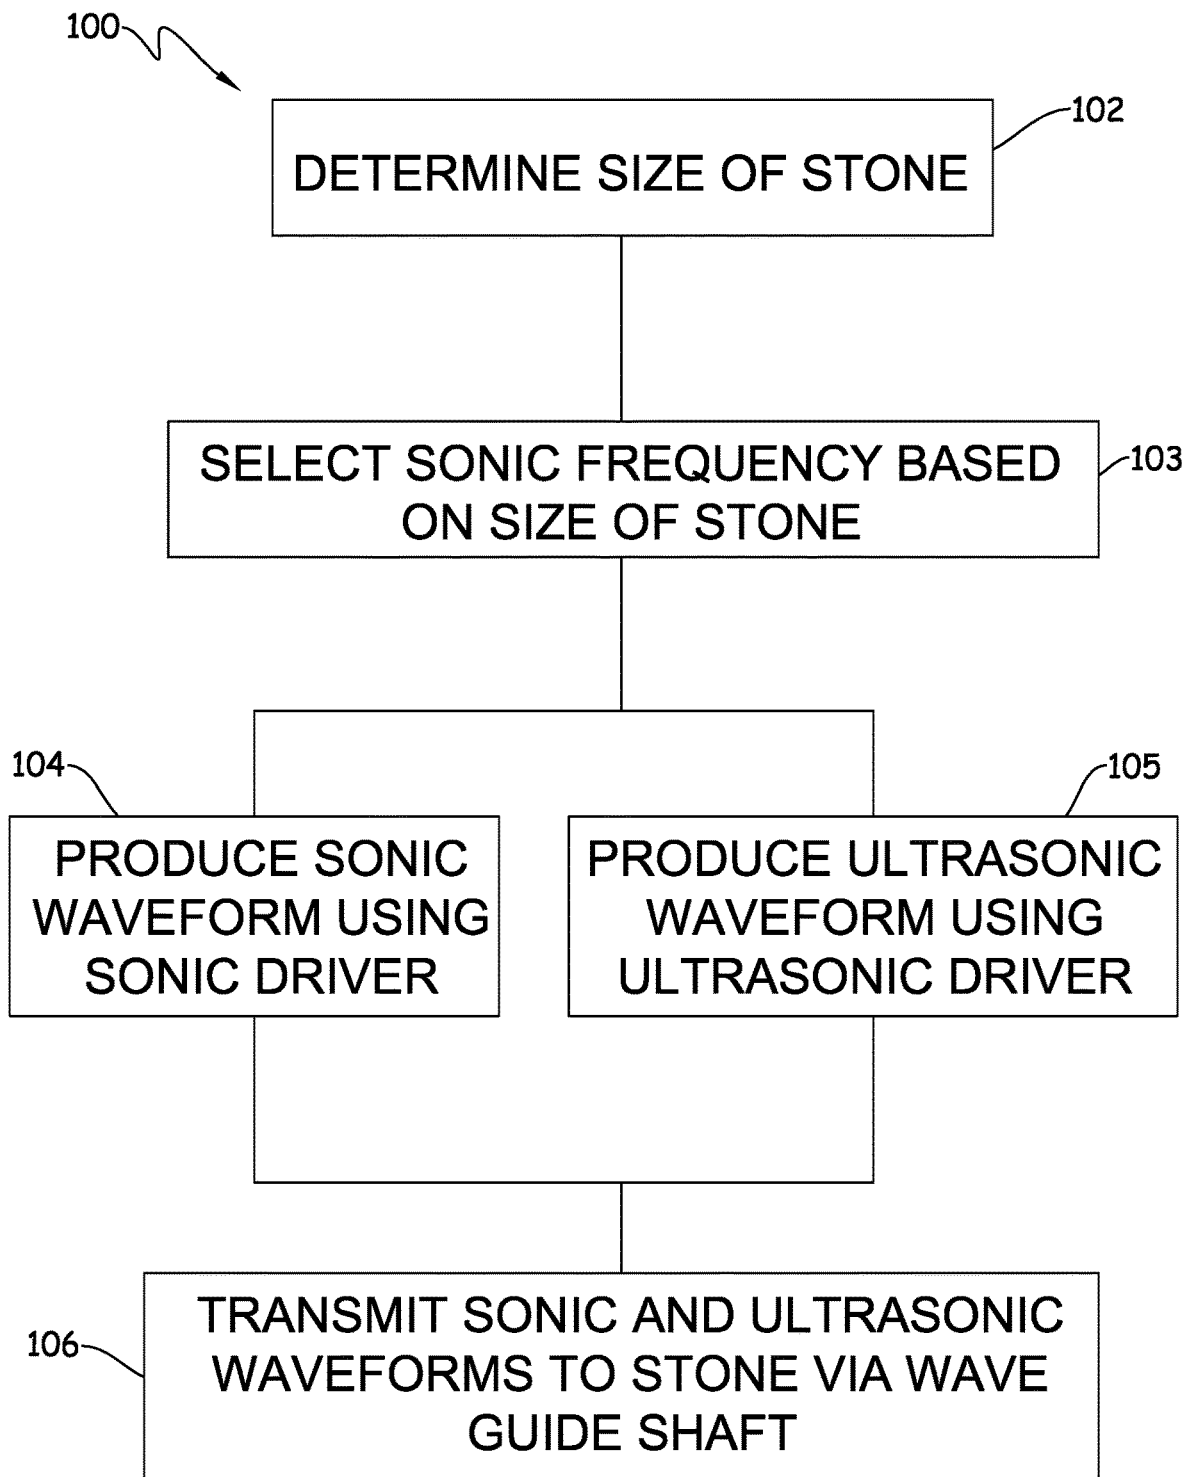 100
102
DETERMINE SIZE OF STONE
SELECT SONIC FREQUENCY BASED
ON SIZE OF STONE
103
104
105
PRODUCE SONIC
WAVEFORM USING
SONIC DRIVER
PRODUCE ULTRASONIC
WAVEFORM USING
ULTRASONIC DRIVER
106
TRANSMIT SONIC AND ULTRASONIC
WAVEFORMS TO STONE VIA WAVE
GUIDE SHAFT